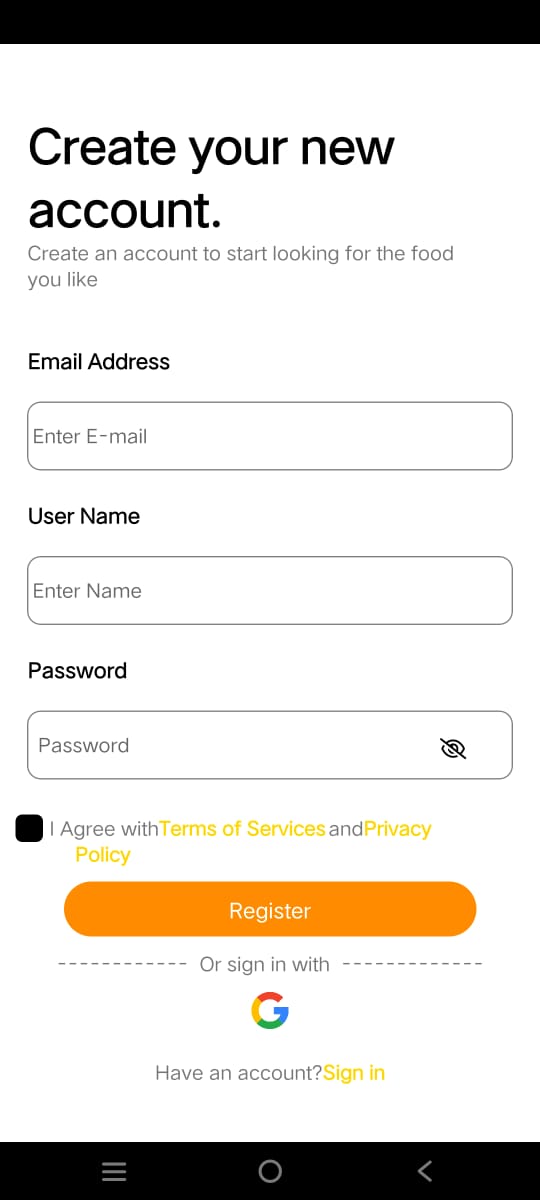 Create your new
account.
Create an account to start looking for the food
you like
Email Address
Enter E-mail
User Name
Enter Name
Password
Password
I Agree withTerms of Services andPrivacy
Policy
Register
------------ Or sign in with -------------
Have an account?Sign in